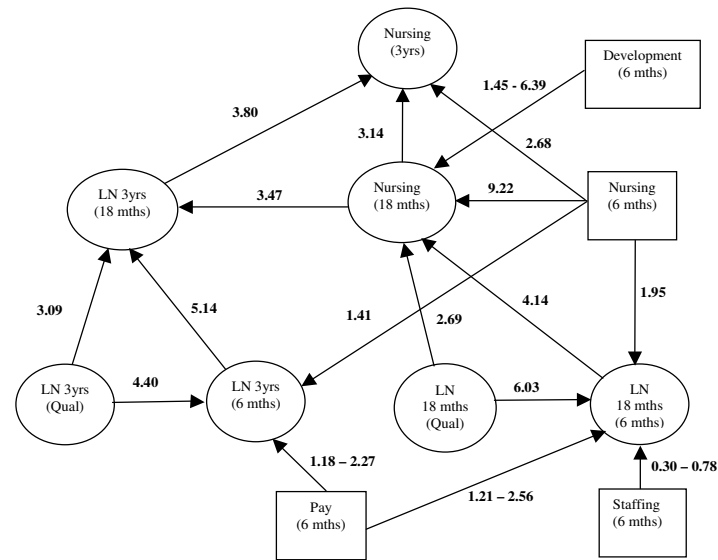 Nursing
(3yrs)
Development
(6 mths)
1.45 - 6.39
3.80
3.14
2.68
LN 3yrs
(18 mths)
3.47
Nursing
(18 mths)
9.22
Nursing
(6 mths)
3.09
5.14
1.41
2.69
4.14
1.95
LN 3yrs
(Qual)
4.40
LN 3yrs
(6 mths)
LN
18 mths
(Qual)
6.03
LN
18 mths
(6 mths)
1.18 – 2.27
1.21 – 2.56
0.30 – 0.78
Pay
(6 mths)
Staffing
(6 mths)